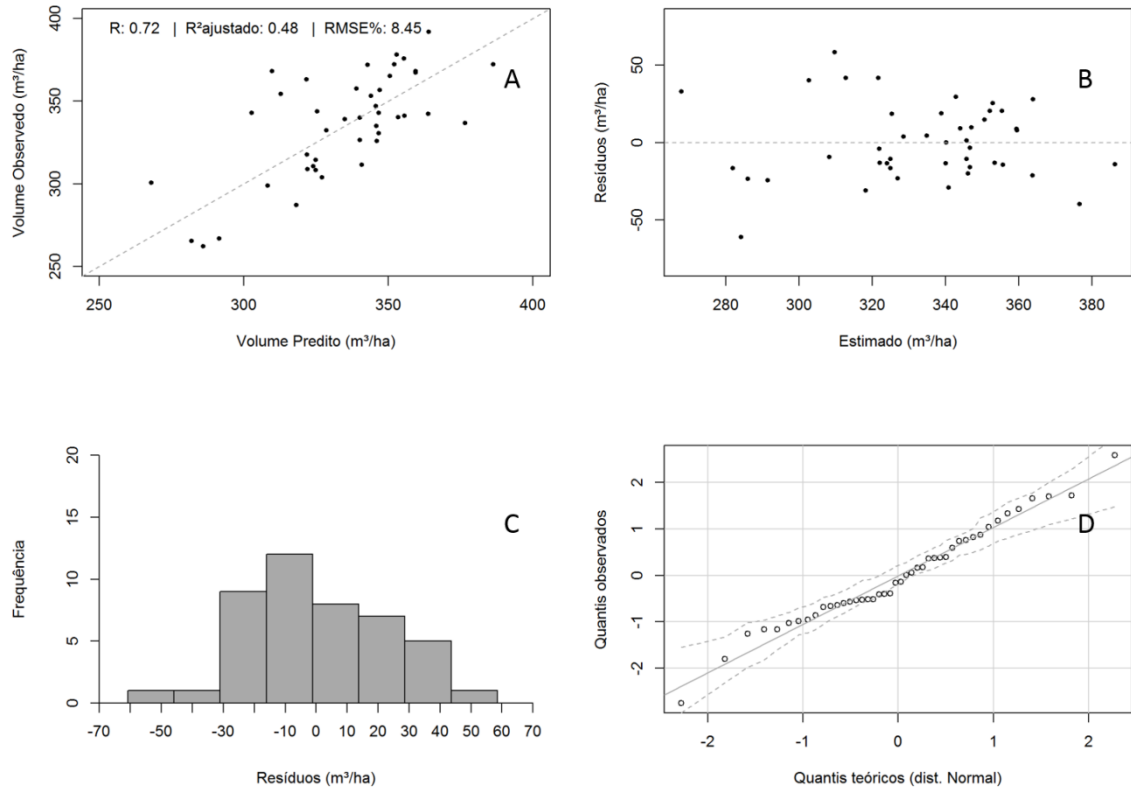 R: 0.72 | R²ajustado: 0.48 | RMSE%: 8.45
A
Volume Observedo (m³/ha)
400
350
300
250
250 300 350 400
Volume Predito (m³/ha)
B
Resíduos (m³/ha)
50
0
-50
280 300 320 340 360 380
Estimado (m³/ha)
C
Frequência
20
15
10
5
0
-70 -50 -30 -10 0 10 20 30 40 50 60 70
Resíduos (m³/ha)
D
Quantis observados
2
1
0
-1
-2
-2 -1 0 1 2
Quantis teóricos (dist. Normal)